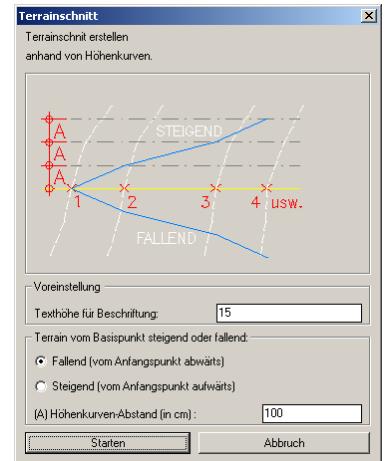 Terrainschnitt
Terrainschnit erstellen
anhand von Höhenkurven.
A
STEIGEND
A
A
1
2
3
4
usw.
FALLEND
Voreinstellung
Texthöhe für Beschriftung:
15
Terrain vom Basispunkt steigend oder fallend:
Fallend (vom Anfangspunkt abwärts)
Steigend (vom Anfangspunkt aufwärts)
(A) Höhenkurven-Abstand (in cm) :
100
Starten
Abbruch